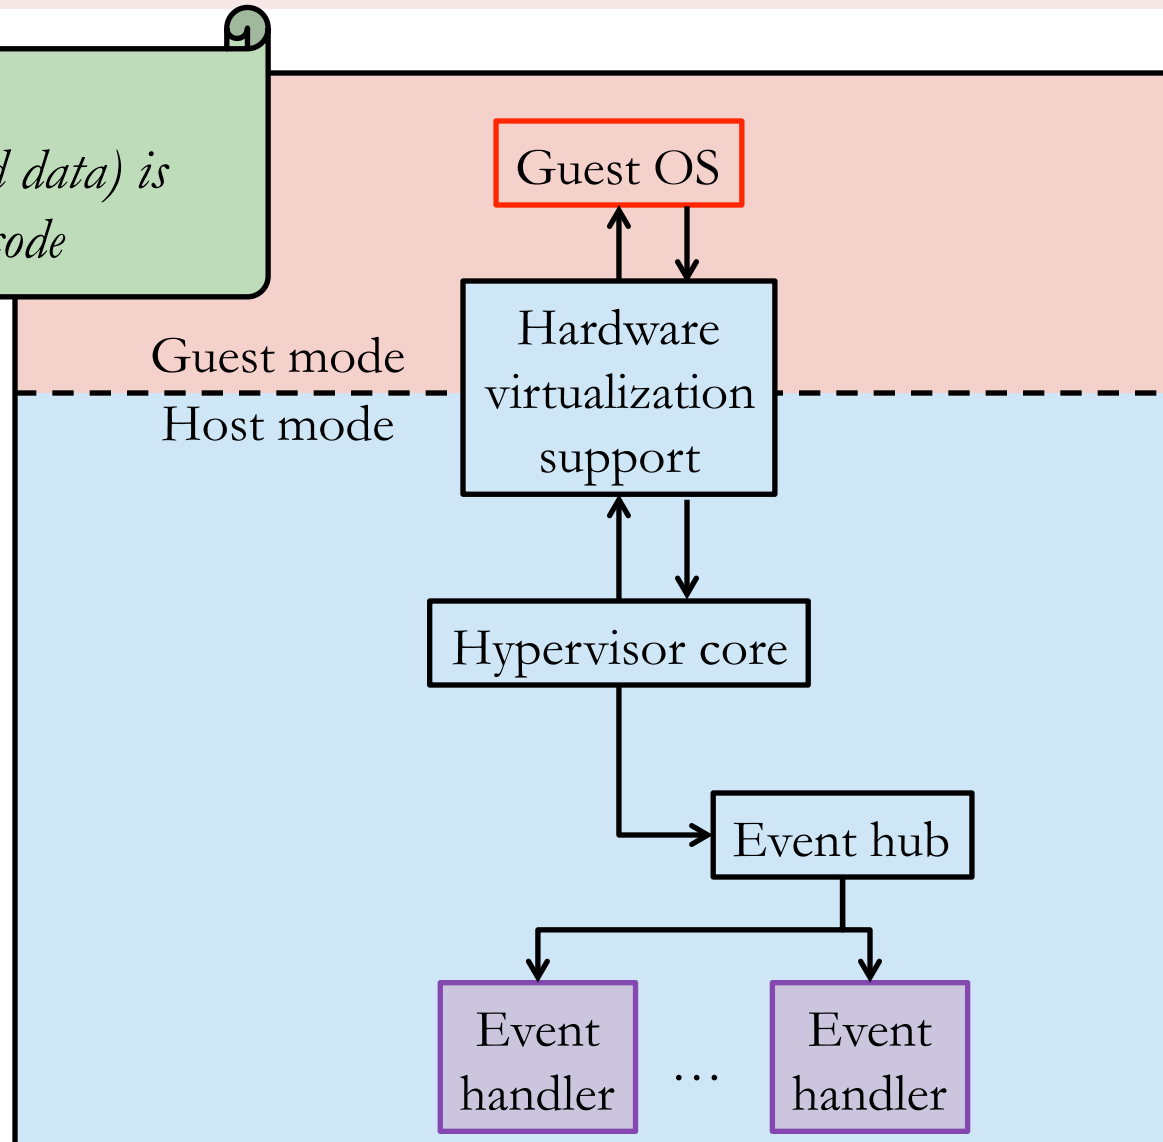 data) is
code
Guest OS
Hardware
virtualization
support
Guest mode
Host mode
Hypervisor core
Event hub
Event
handler
...
Event
handler